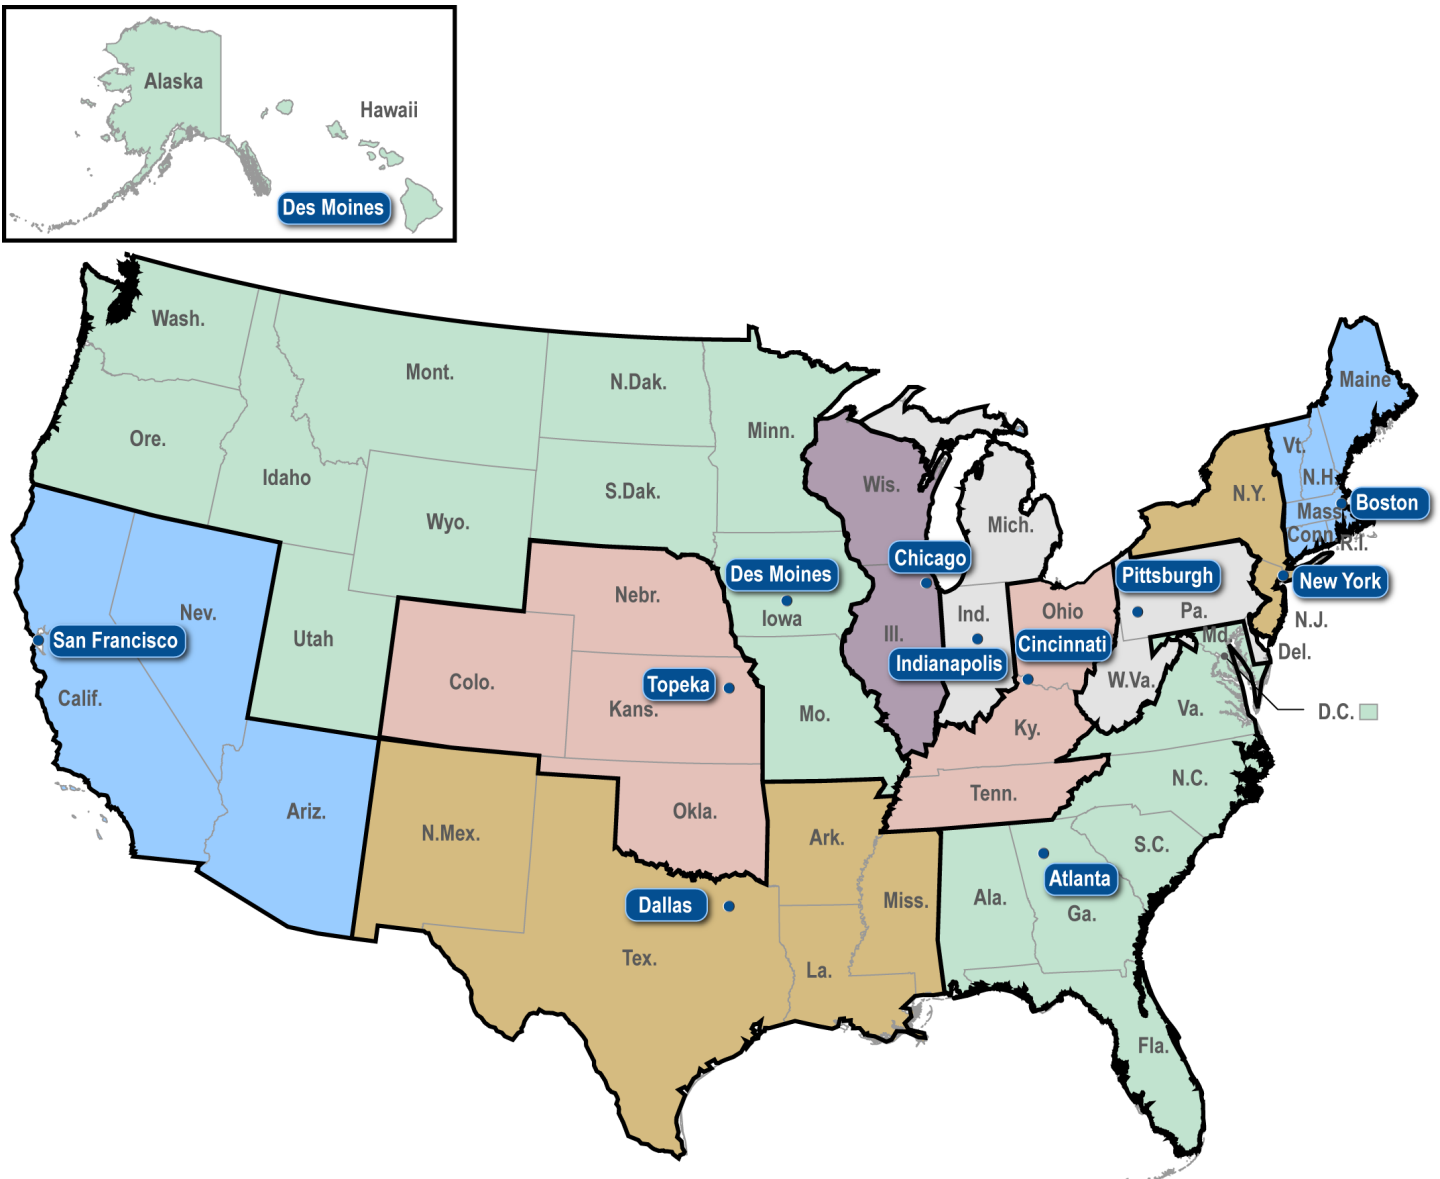 Alaska
Hawaii
Des Moines
Wash.
Mont.
N.Dak.
Minn.
Maine
Ore.
Idaho
S.Dak.
Wis.
Vt.
N.H.
N.Y.
Wyo.
Mich.
Mass.
Boston
Conn.
R.I.
Chicago
Des Moines
Pittsburgh
New York
Nebr.
Iowa
Ind.
Ohio
Pa.
N.J.
Nev.
Utah
San Francisco
Ill.
Cincinnati
Md.
Del.
Indianapolis
Colo.
Topeka
W.Va.
Calif.
Kans.
Mo.
Ky.
Va.
D.C.
Ariz.
N.Mex.
Okla.
Tenn.
N.C.
Ark.
S.C.
Dallas
Miss.
Ala.
Atlanta
Ga.
Tex.
La.
Fla.